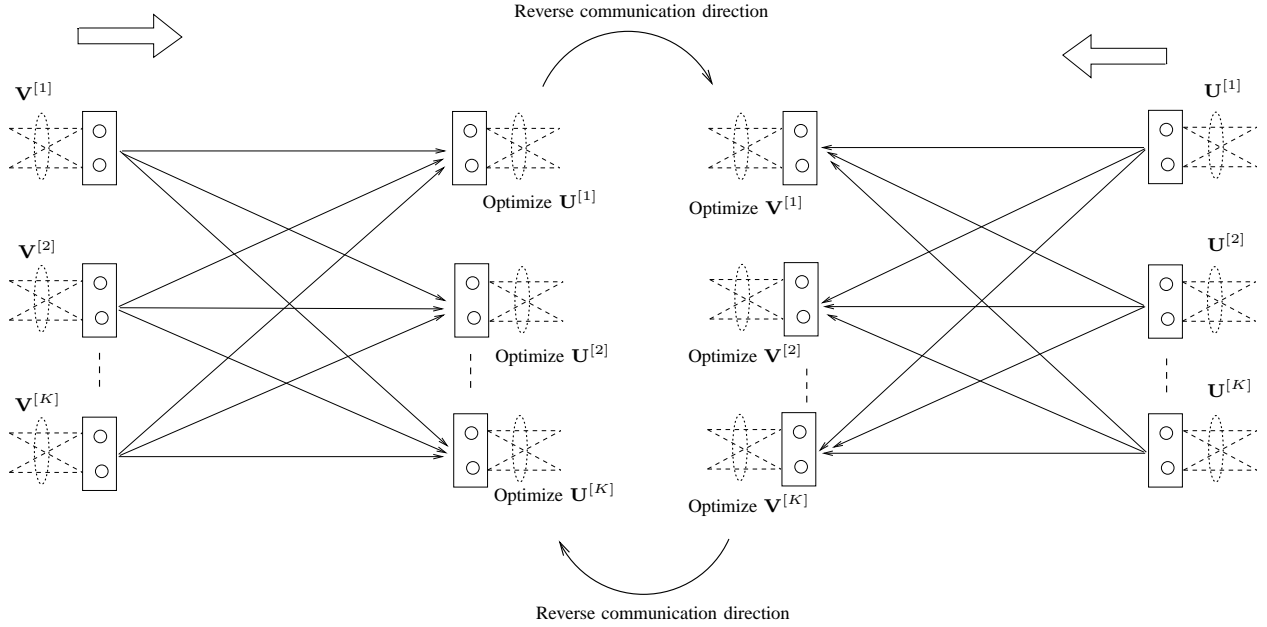 Reverse communication direction
V^[1]
U^[1]
Optimize U^[1]
Optimize V^[1]
V^[2]
U^[2]
Optimize U^[2]
Optimize V^[2]
V^[K]
U^[K]
Optimize U^[K]
Optimize V^[K]
Reverse communication direction